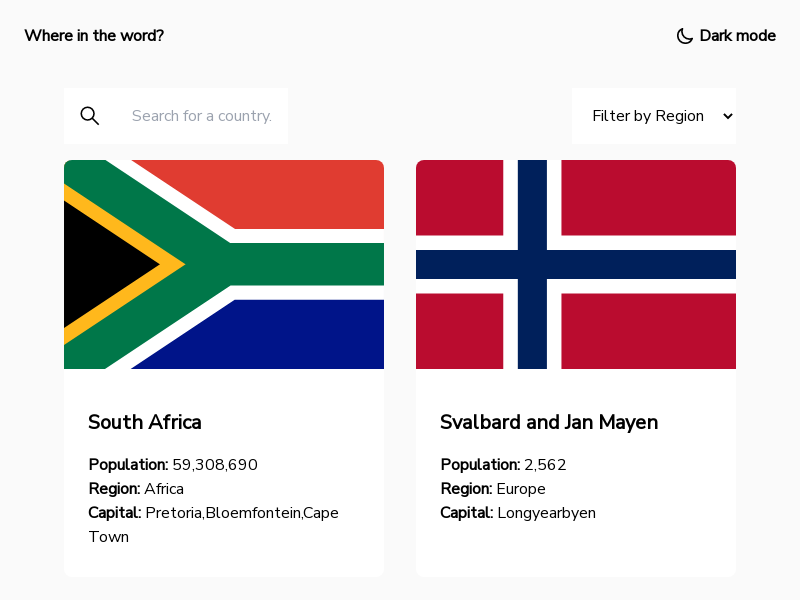 Where in the word?
Dark mode
Search for a country.
Filter by Region
South Africa
Population: 59,308,690
Region: Africa
Capital: Pretoria,Bloemfontein,Cape
Town
Svalbard and Jan Mayen
Population: 2,562
Region: Europe
Capital: Longyearbyen